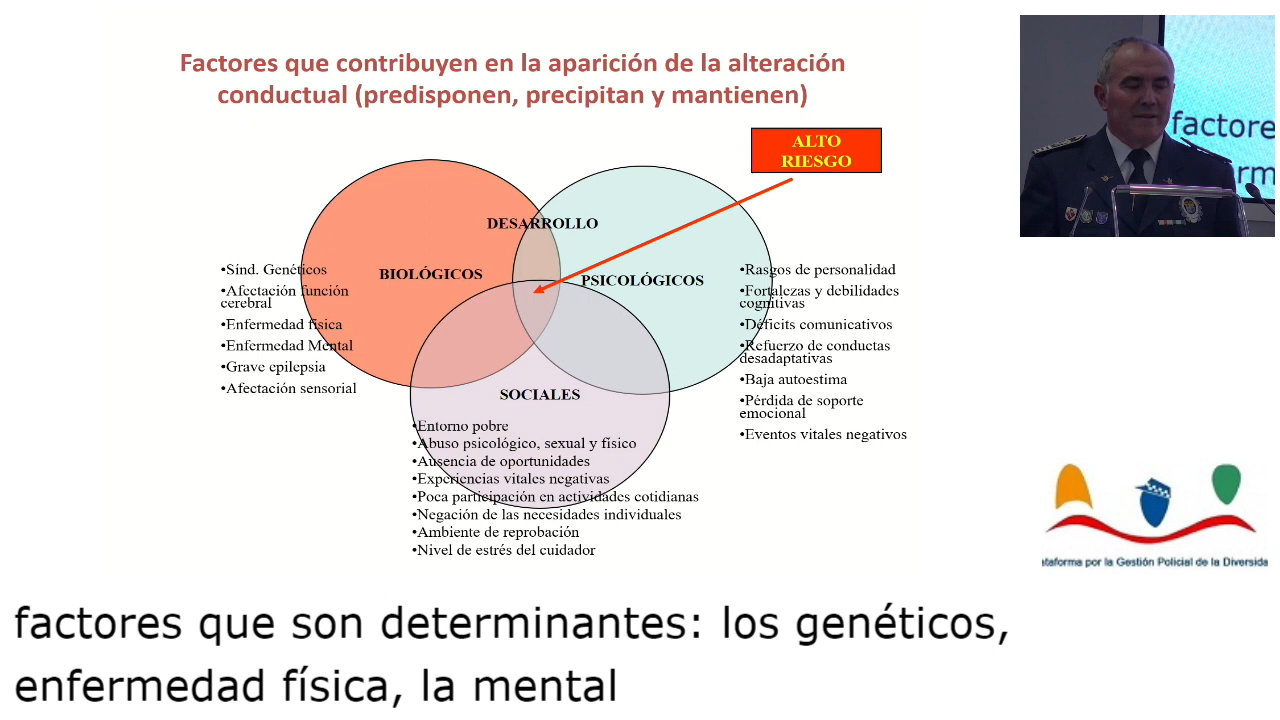 Factores que contribuyen en la aparición de la alteración
conductual (predisponen, precipitan y mantienen)
ALTO
RIESGO
DESARROLLO
BIOLÓGICOS
PSICOLÓGICOS
•Sínd. Genéticos
•Afectación función
cerebral
•Enfermedad física
•Enfermedad Mental
•Grave epilepsia
•Afectación sensorial
•Rasgos de personalidad
•Fortalezas y debilidades
cognitivas
•Déficits comunicativos
•Refuerzo de conductas
desadaptativas
•Baja autoestima
•Pérdida de soporte
emocional
•Eventos vitales negativos
SOCIALES
•Entorno pobre
•Abuso psicológico, sexual y físico
•Ausencia de oportunidades
•Experiencias vitales negativas
•Poca participación en actividades cotidianas
•Negación de las necesidades individuales
•Ambiente de reprobación
•Nivel de estrés del cuidador
factore
erm
ataforma por la Gestión Policial de la Diversida
factores que son determinantes: los genéticos,
enfermedad física, la mental